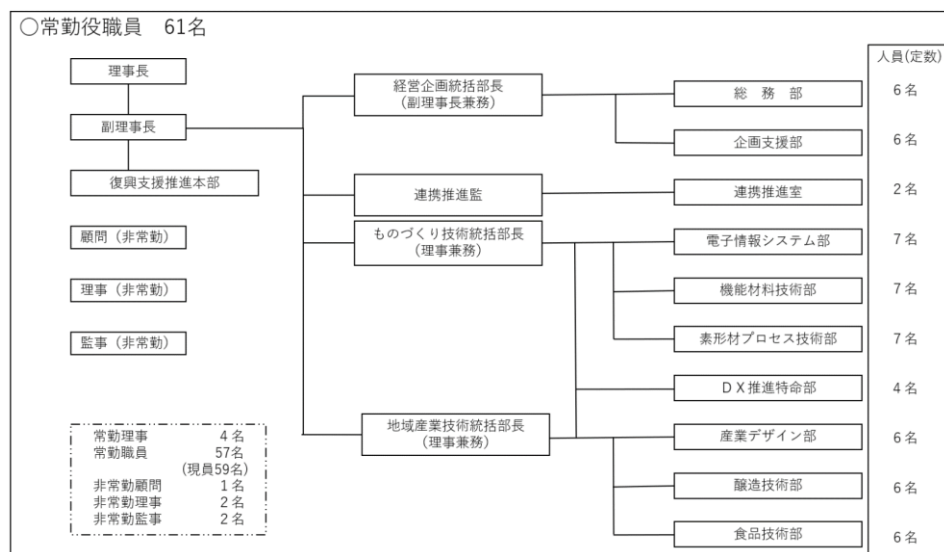 ○常勤役職員 61名
理事長
副理事長
復興支援推進本部
顧問（非常勤）
理事（非常勤）
監事（非常勤）
常勤理事 4名
常勤職員 57名
(現員59名)
非常勤顧問 1名
非常勤理事 2名
非常勤監事 2名
経営企画統括部長
(副理事長兼務)
連携推進監
ものづくり技術統括部長
(理事兼務)
地域産業技術統括部長
(理事兼務)
人員(定数)
総務部 6名
企画支援部 6名
連携推進室 2名
電子情報システム部 7名
機能材料技術部 7名
素形材プロセス技術部 7名
DX推進特命部 4名
産業デザイン部 6名
醸造技術部 6名
食品技術部 6名